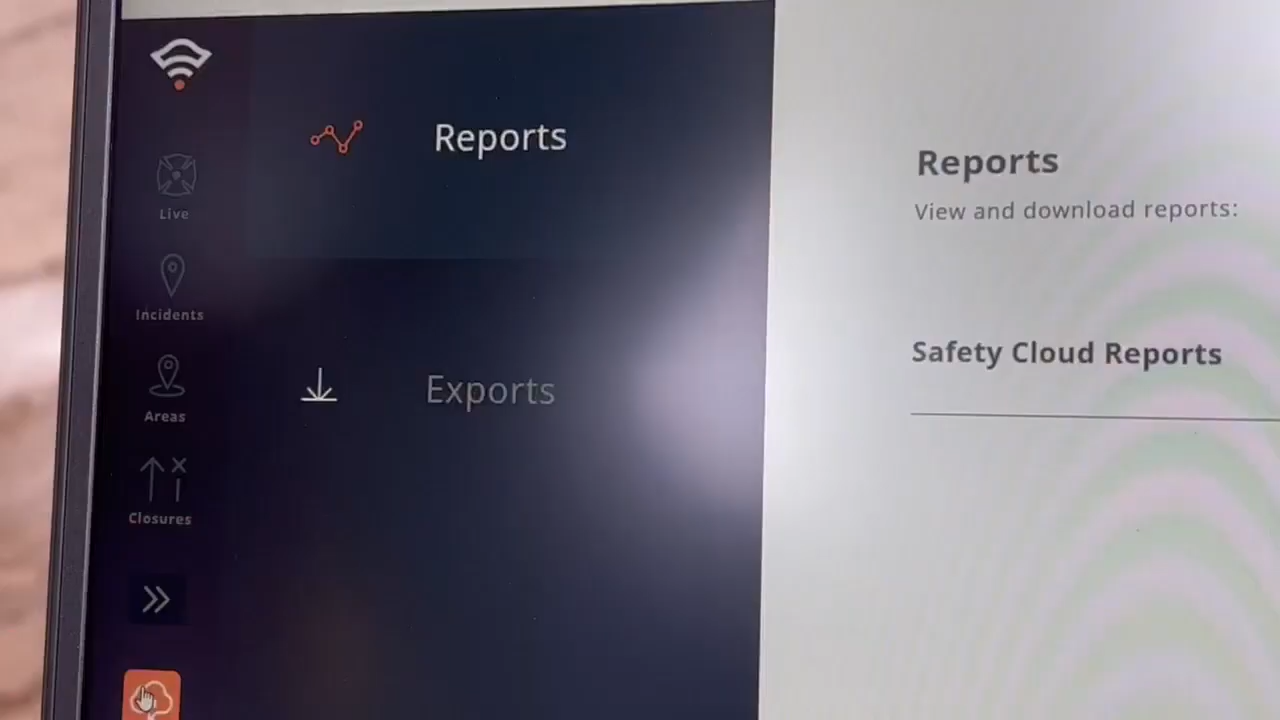 Live
Incidents
Areas
Closures
Reports
Exports
Reports
View and download reports:
Safety Cloud Reports